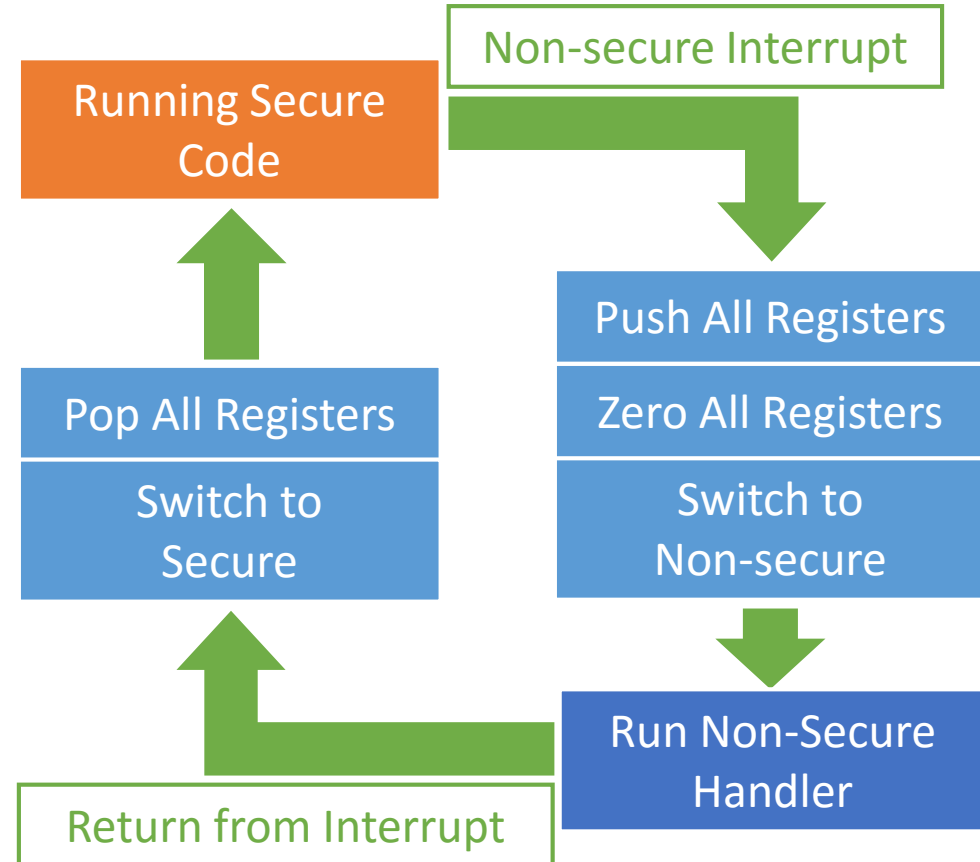 Non-secure Interrupt
Running Secure
Code
Push All Registers
Zero All Registers
Switch to
Non-secure
Run Non-Secure
Handler
Return from Interrupt
Switch to
Secure
Pop All Registers